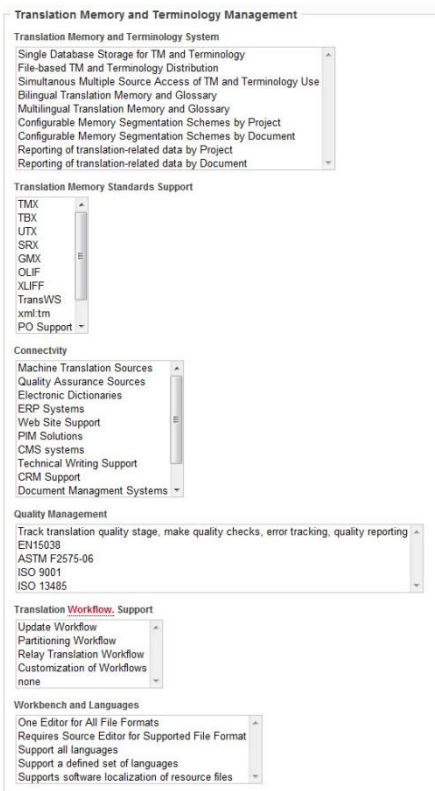 Translation Memory and Terminology Management
Translation Memory and Terminology System
Single Database Storage for TM and Terminology
File-based TM and Terminology Distribution
Simultanous Multiple Source Access of TM and Terminology Use
Bilingual Translation Memory and Glossary
Multilingual Translation Memory and Glossary
Configurable Memory Segmentation Schemes by Project
Configurable Memory Segmentation Schemes by Document
Reporting of translation-related data by Project
Reporting of translation-related data by Document
Translation Memory Standards Support
TMX
TBX
UTX
SRX
GMX
OLIF
XLIFF
TransWS
xml:tm
PO Support
Connectvity
Machine Translation Sources
Quality Assurance Sources
Electronic Dictionaries
ERP Systems
Web Site Support
PIM Solutions
CMS systems
Technical Writing Support
CRM Support
Document Managment Systems
Quality Management
Track translation quality stage, make quality checks, error tracking, quality reporting
EN15038
ASTM F2575-06
ISO 9001
ISO 13485
Translation Workflow. Support
Update Workflow
Partitioning Workflow
Relay Translation Workflow
Customization of Workflows
none
Workbench and Languages
One Editor for All File Formats
Requires Source Editor for Supported File Format
Support all languages
Support a defined set of languages
Supports software localization of resource files